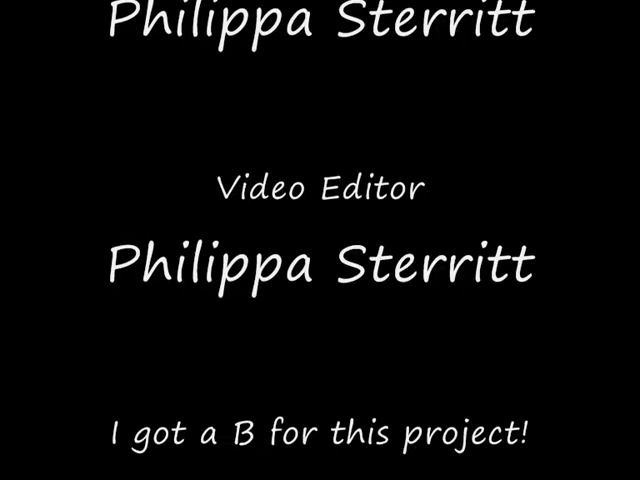 Philippa Sterritt
Video Editor
Philippa Sterritt
I got a B for this project!